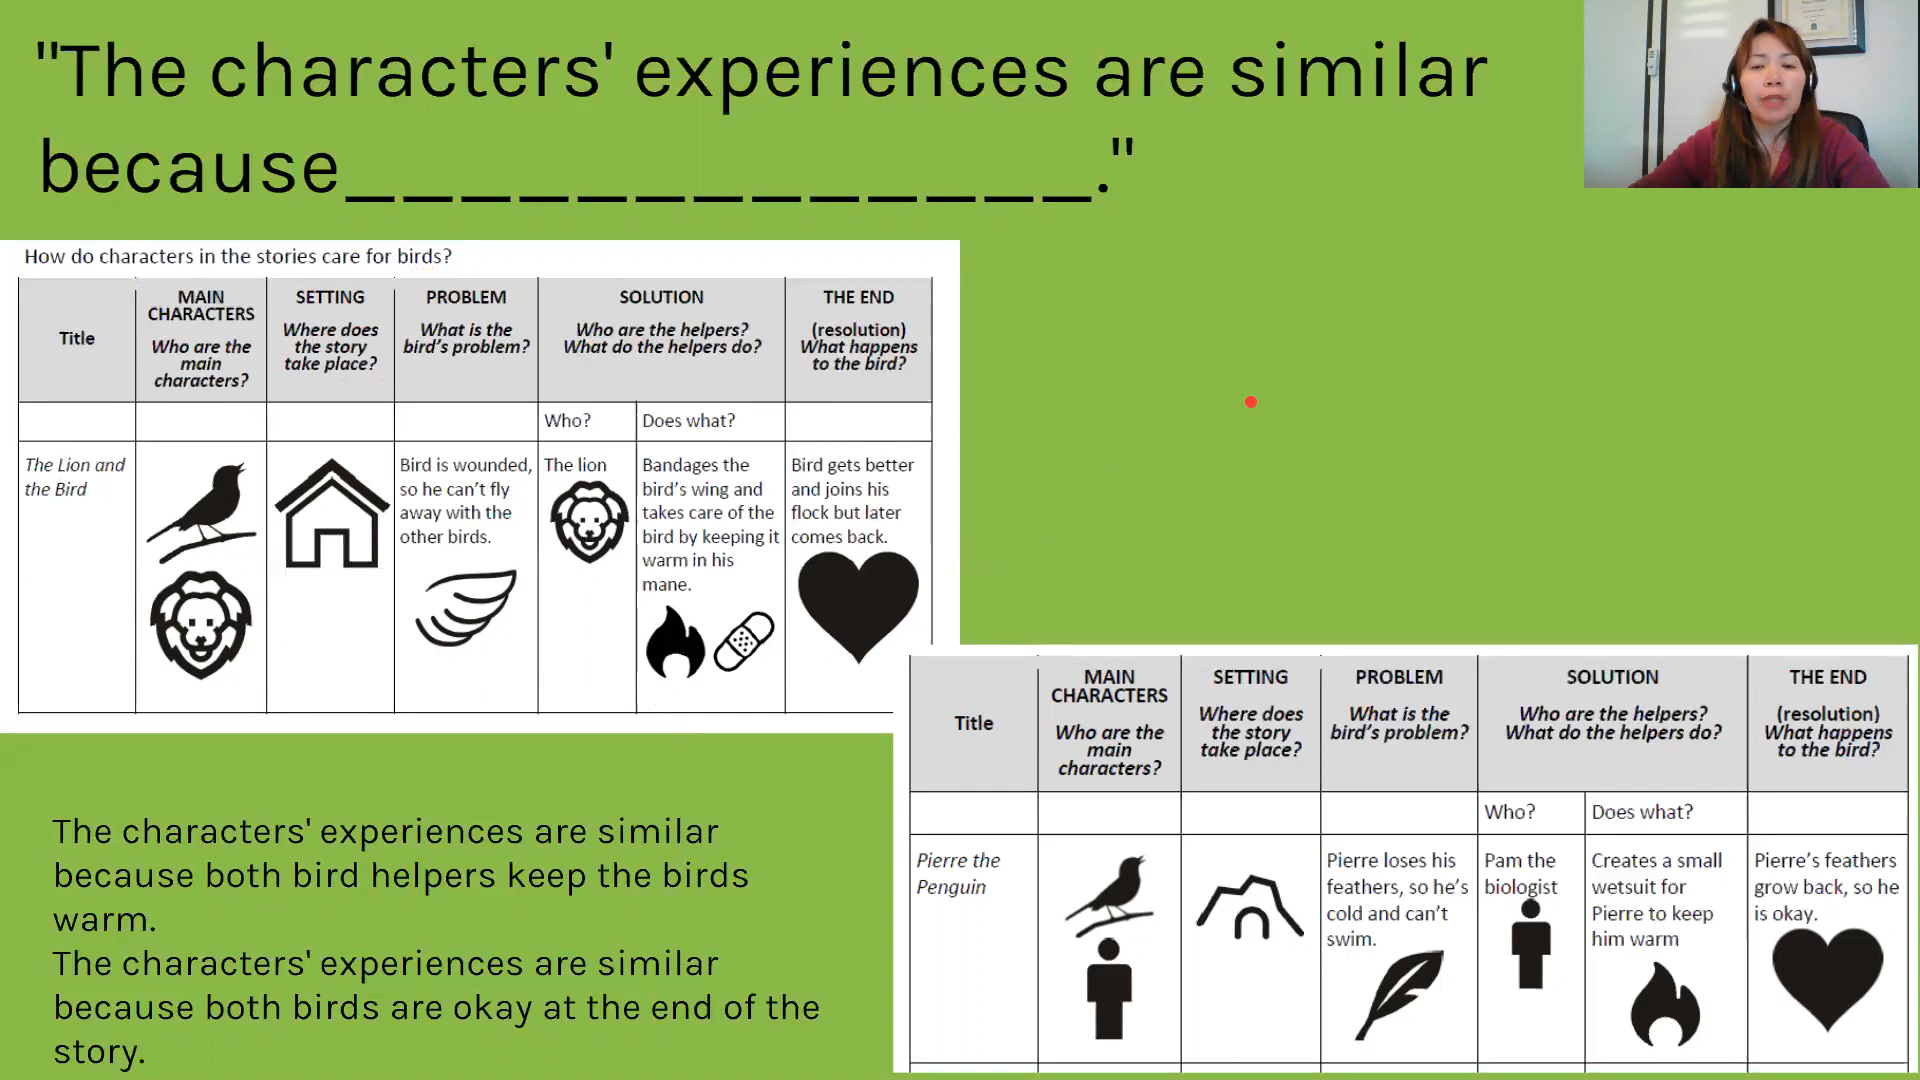 "The characters' experiences are similar
because_ _ _ _ _ _ _ _ _ _ _ _ _."
How do characters in the stories care for birds?
Title
MAIN
CHARACTERS
Who are the
main
characters?
SETTING
Where does
the story
take place?
PROBLEM
What is the
bird's problem?
SOLUTION
Who are the helpers?
What do the helpers do?
THE END
(resolution)
What happens
to the bird?
Who?
Does what?
The Lion and
the Bird
Bird is wounded,
so he can't fly
away with the
other birds.
The lion
Bandages the
bird's wing and
takes care of the
bird by keeping it
warm in his
mane.
Bird gets better
and joins his
flock but later
comes back.
Title
MAIN
CHARACTERS
Who are the
main
characters?
SETTING
Where does
the story
take place?
PROBLEM
What is the
bird's problem?
SOLUTION
Who are the helpers?
What do the helpers do?
THE END
(resolution)
What happens
to the bird?
Who?
Does what?
Pierre the
Penguin
Pierre loses his
feathers, so he's
cold and can't
swim.
Pam the
biologist
Creates a small
wetsuit for
Pierre to keep
him warm
Pierre's feathers
grow back, so he
is okay.
The characters' experiences are similar
because both bird helpers keep the birds
warm.
The characters' experiences are similar
because both birds are okay at the end of the
story.